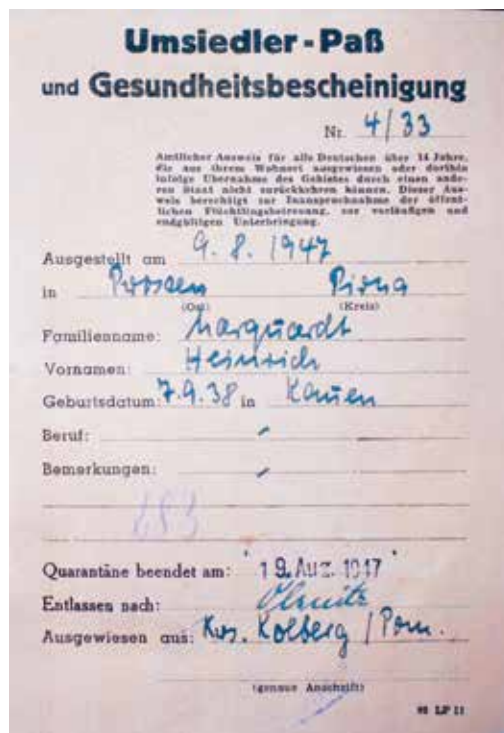 Umsiedler-Paß
und Gesundheitsbescheinigung
Nr. 4/33
Amtlicher Ausweis für alle Deutschen über 14 Jahre,
die aus ihrem Wohnort ausgewiesen oder dorthin
infolge Übernahme des Gebietes durch einen ande-
ren Staat nicht zurückkehren können. Dieser Aus-
weis berechtigt zur Inanspruchnahme der öffent-
lichen Flüchtlingsbetreuung, zur vorläufigen und
endgültigen Unterbringung.
Ausgestellt am 9. 8. 1947
in Prossen Pirna
(Ort) (Kreis)
Familienname: Marquardt
Vornamen: Heinrich
Geburtsdatum: 7.9.38 in Kauen
Beruf:
Bemerkungen:
283
Quarantäne beendet am: 19. Aug. 1947
Entlassen nach:
Ausgewiesen aus: Krs. Kolberg / Pom.
(genaue Anschrift)